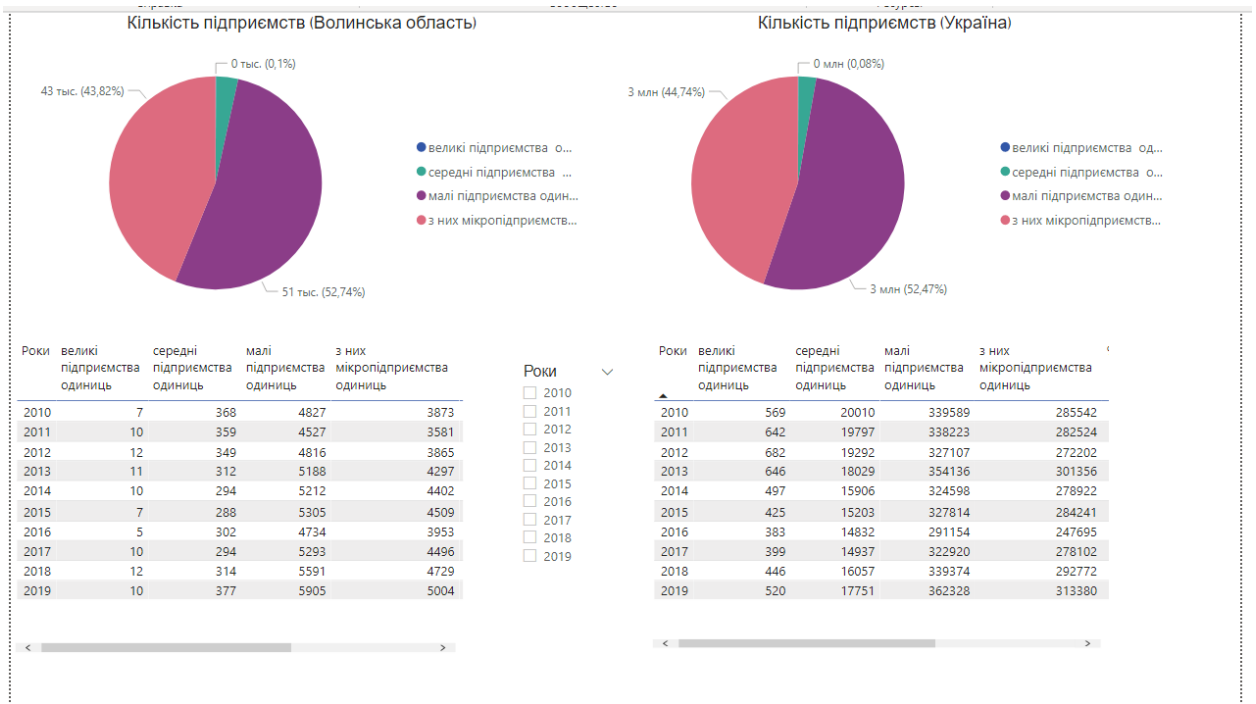 Кількість підприємств (Волинська область)
0 тыс. (0,1%)
43 тыс. (43,82%)
51 тыс. (52,74%)
великі підприємства о...
середні підприємства ...
малі підприємства один...
з них мікропідприємств...
Кількість підприємств (Україна)
0 млн (0,08%)
3 млн (44,74%)
3 млн (52,47%)
великі підприємства од...
середні підприємства о...
малі підприємства один...
з них мікропідприємств...
Роки великі підприємства одиниць середні підприємства одиниць малі підприємства одиниць з них мікропідприємства одиниць
2010 7 368 4827 3873
2011 10 359 4527 3581
2012 12 349 4816 3865
2013 11 312 5188 4297
2014 10 294 5212 4402
2015 7 288 5305 4509
2016 5 302 4734 3953
2017 10 294 5293 4496
2018 12 314 5591 4729
2019 10 377 5905 5004
Роки
2010
2011
2012
2013
2014
2015
2016
2017
2018
2019
Роки великі підприємства одиниць середні підприємства одиниць малі підприємства одиниць з них мікропідприємства одиниць
2010 569 20010 339589 285542
2011 642 19797 338223 282524
2012 682 19292 327107 272202
2013 646 18029 354136 301356
2014 497 15906 324598 278922
2015 425 15203 327814 284241
2016 383 14832 291154 247695
2017 399 14937 322920 278102
2018 446 16057 339374 292772
2019 520 17751 362328 313380